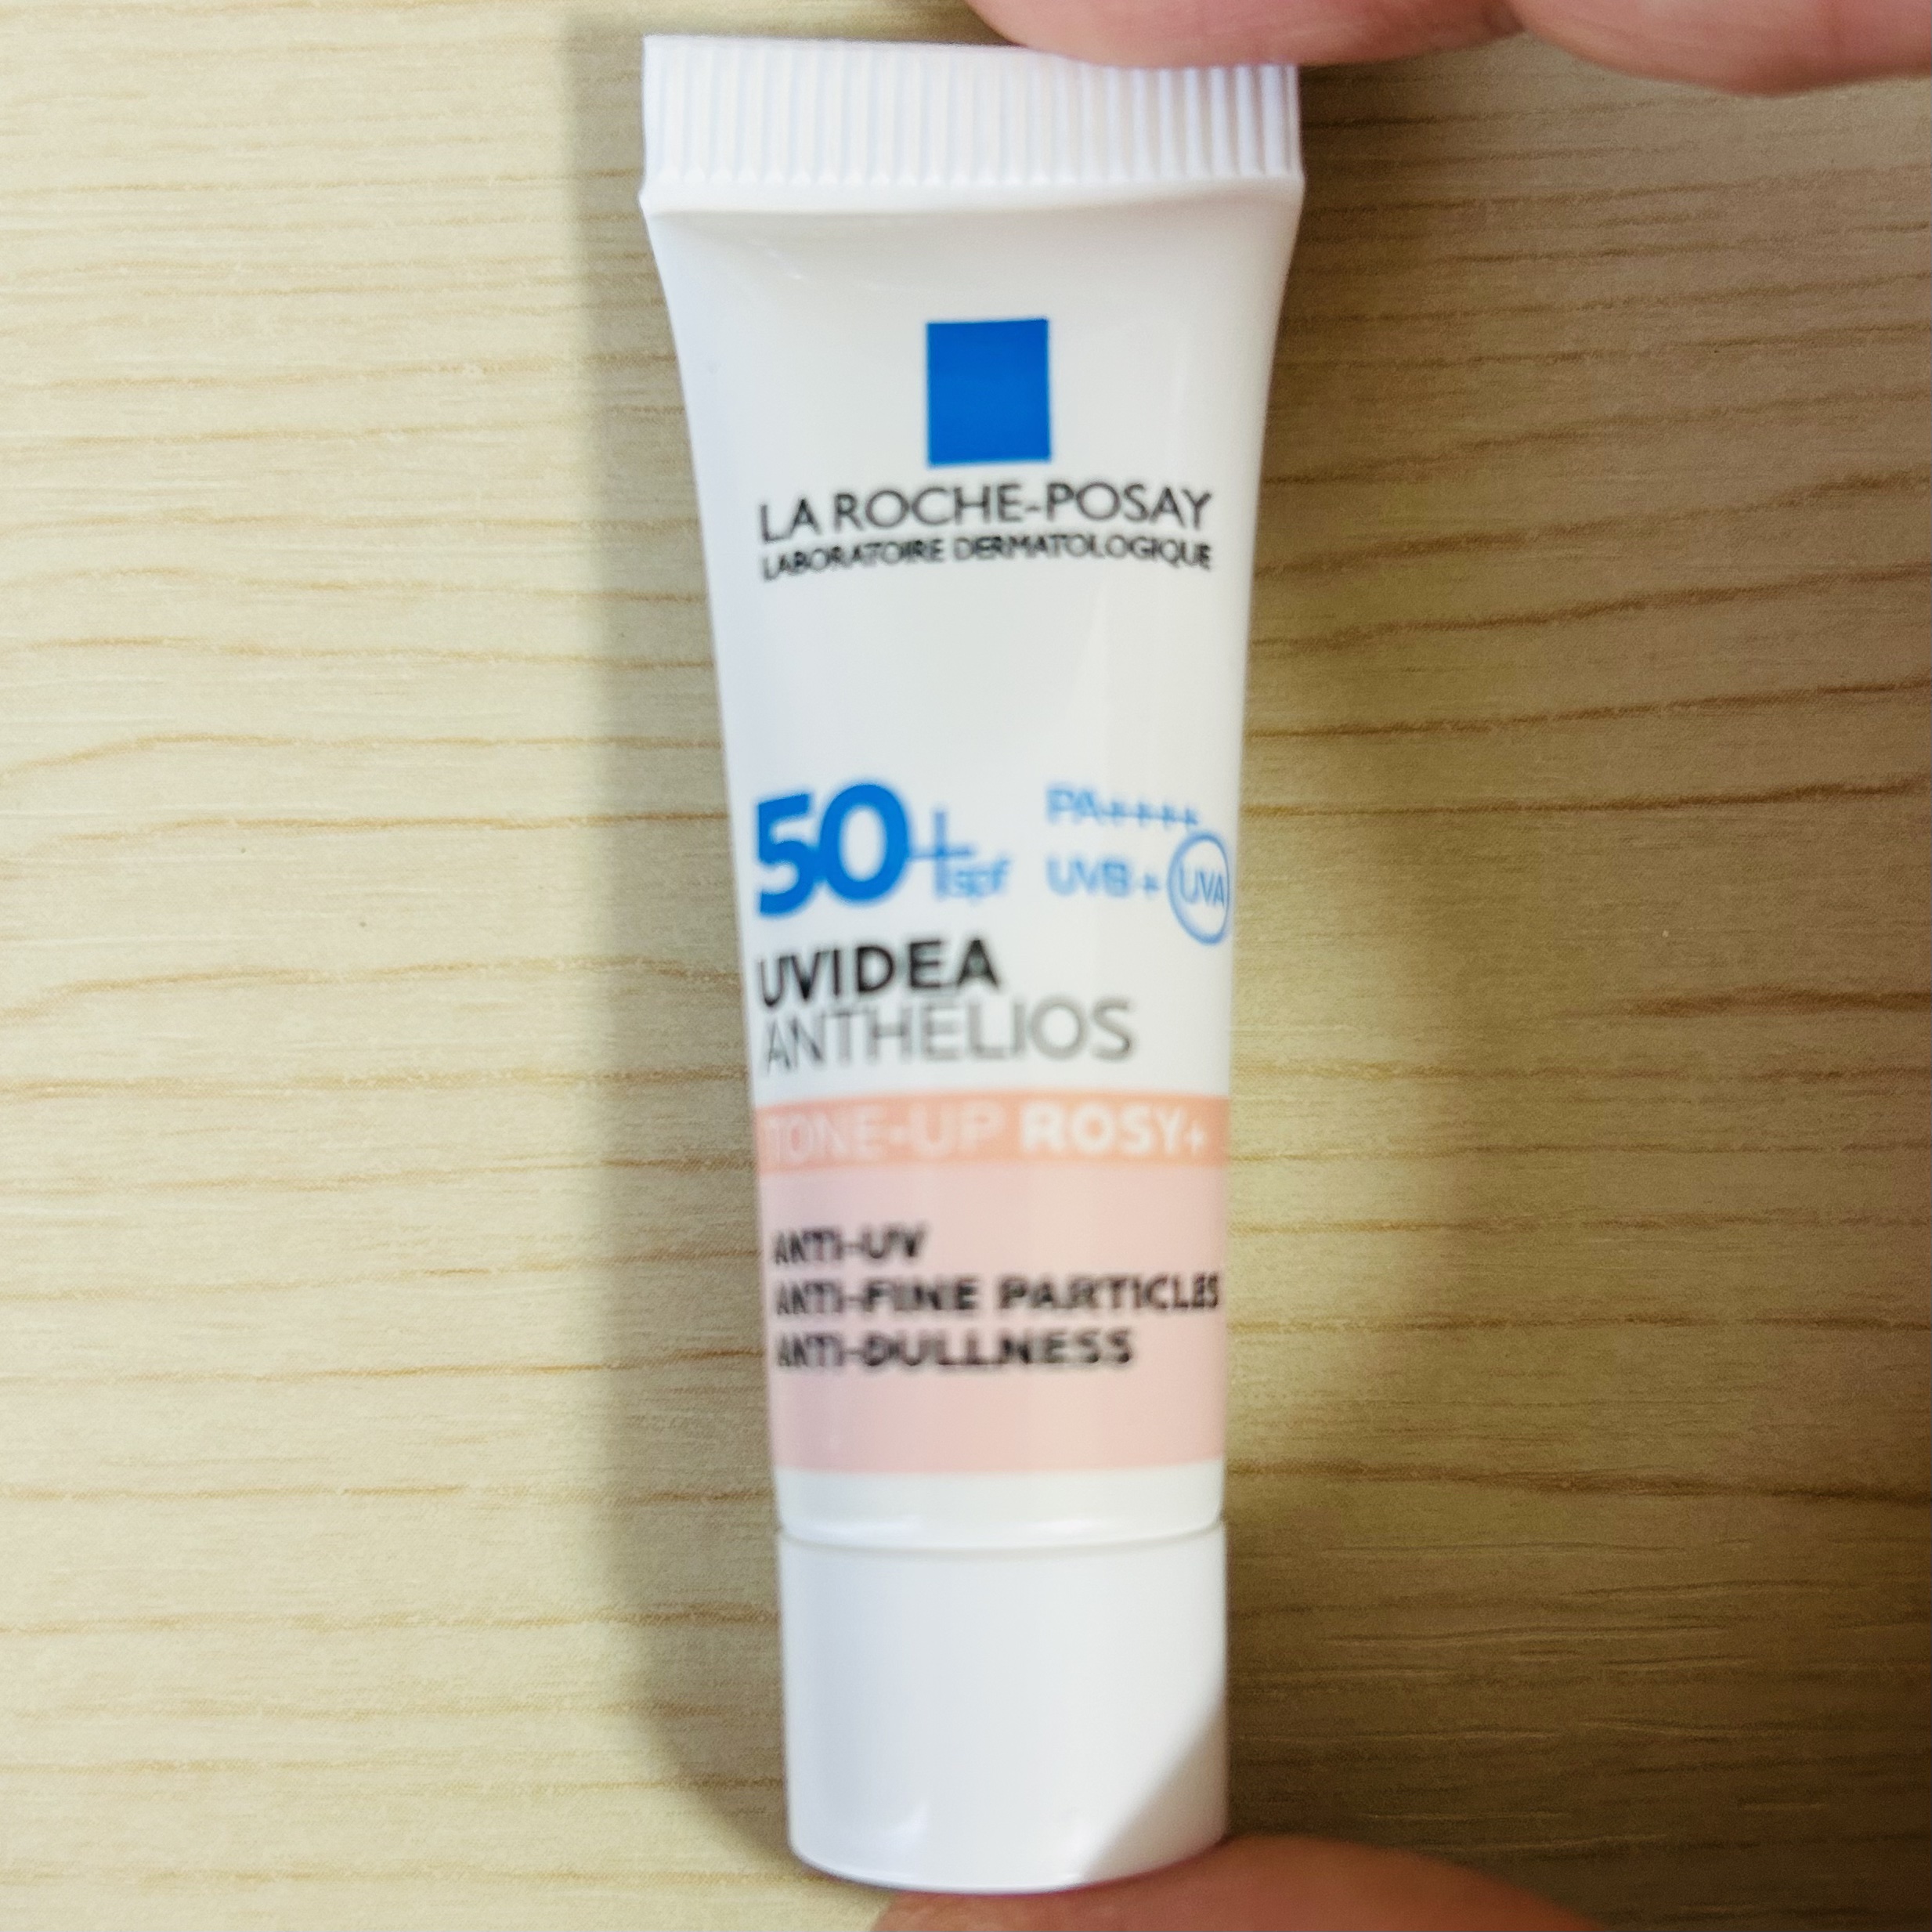 LA ROCHE-POSAY
LABORATOIRE DERMATOLOGIQUE
50+ spf
PA++++
UVB + UVA
UVIDEA
ANTHELIOS
TONE-UP ROSY+
ANTI-UV
ANTI-FINE PARTICLES
ANTI-DULLNESS